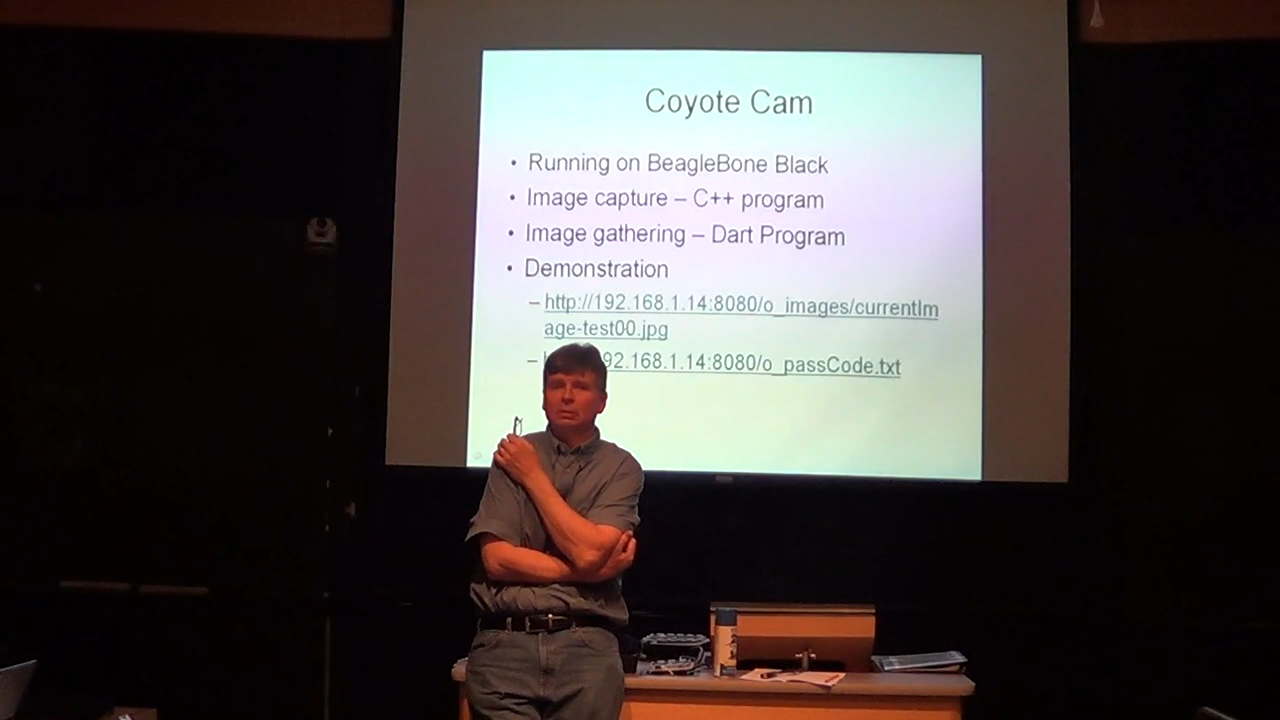 Coyote Cam
• Running on BeagleBone Black
• Image capture – C++ program
• Image gathering – Dart Program
• Demonstration
– http://192.168.1.14:8080/o_images/currentIm
age-test00.jpg
– 92.168.1.14:8080/o_passCode.txt